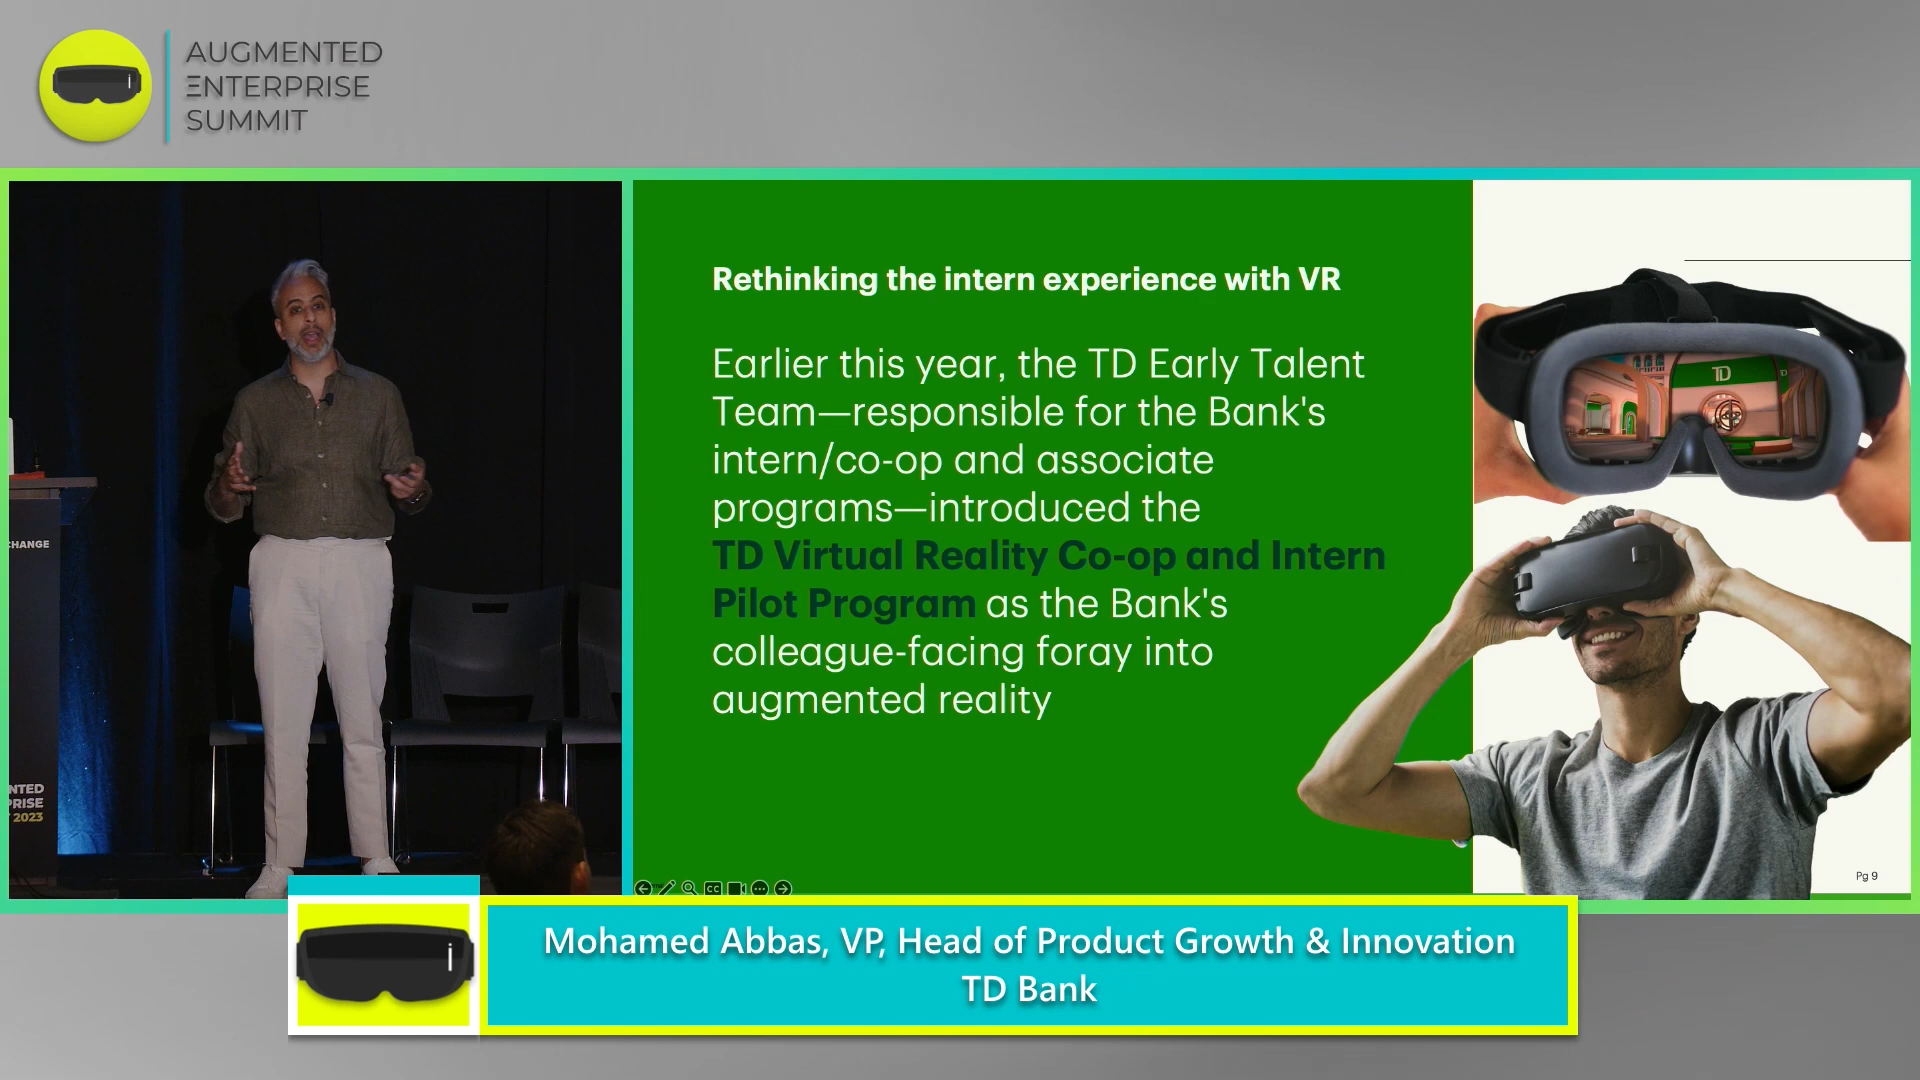 AUGMENTED
ENTERPRISE
SUMMIT
CHANGE
NTED
PRISE
2023
Rethinking the intern experience with VR
Earlier this year, the TD Early Talent
Team—responsible for the Bank's
intern/co-op and associate
programs—introduced the
TD Virtual Reality Co-op and Intern
Pilot Program as the Bank's
colleague-facing foray into
augmented reality
TD
CC
Pg 9
Mohamed Abbas, VP, Head of Product Growth & Innovation
TD Bank